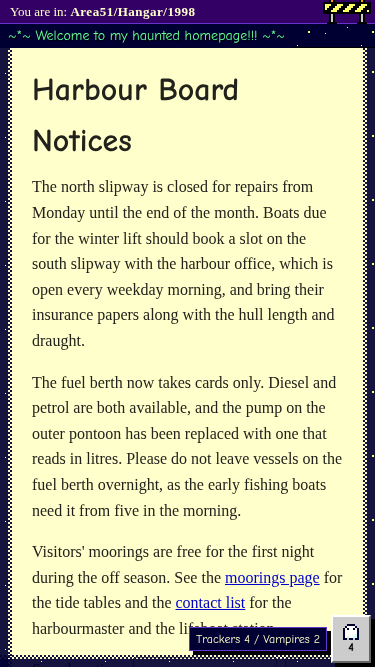 You are in: Area51/Hangar/1998
~*~ Welcome to my haunted homepage!!! ~*~
Harbour Board
Notices
The north slipway is closed for repairs from
Monday until the end of the month. Boats due
for the winter lift should book a slot on the
south slipway with the harbour office, which is
open every weekday morning, and bring their
insurance papers along with the hull length and
draught.
The fuel berth now takes cards only. Diesel and
petrol are both available, and the pump on the
outer pontoon has been replaced with one that
reads in litres. Please do not leave vessels on the
fuel berth overnight, as the early fishing boats
need it from five in the morning.
Visitors' moorings are free for the first night
during the off season. See the moorings page for
the tide tables and the contact list for the
harbourmaster and the
Trackers 4 / Vampires 2
4